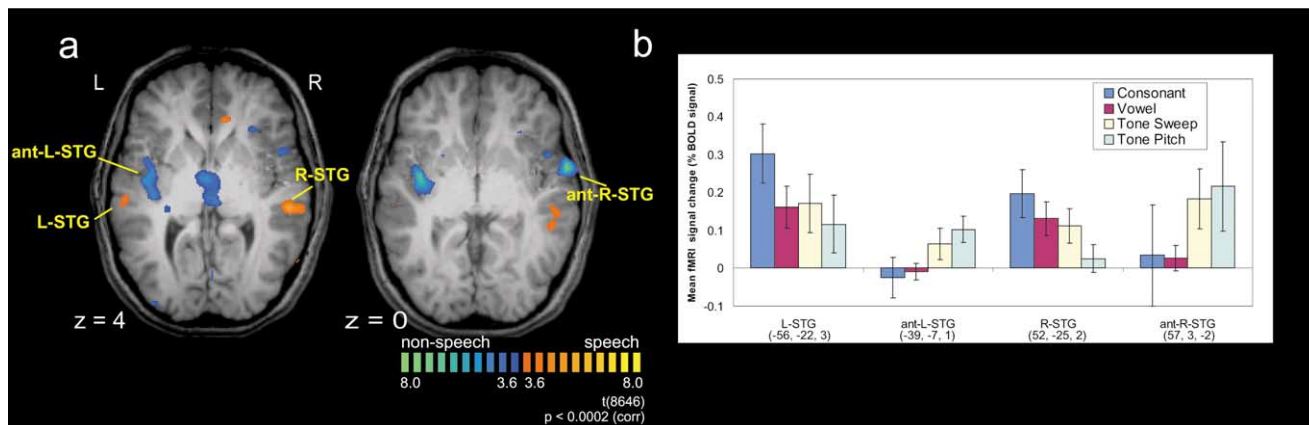 a
L
R
ant-L-STG
R-STG
L-STG
ant-R-STG
z = 4
z = 0
non-speech speech
8.0 3.6 3.6 8.0
t(8646)
p < 0.0002 (corr)
b
Mean fMRI signal change (% BOLD signal)
0.5
0.4
0.3
0.2
0.1
0
-0.1
Consonant
Vowel
Tone Sweep
Tone Pitch
L-STG ant-L-STG R-STG ant-R-STG
(-56, -22, 3) (-39, -7, 1) (52, -25, 2) (57, 3, -2)